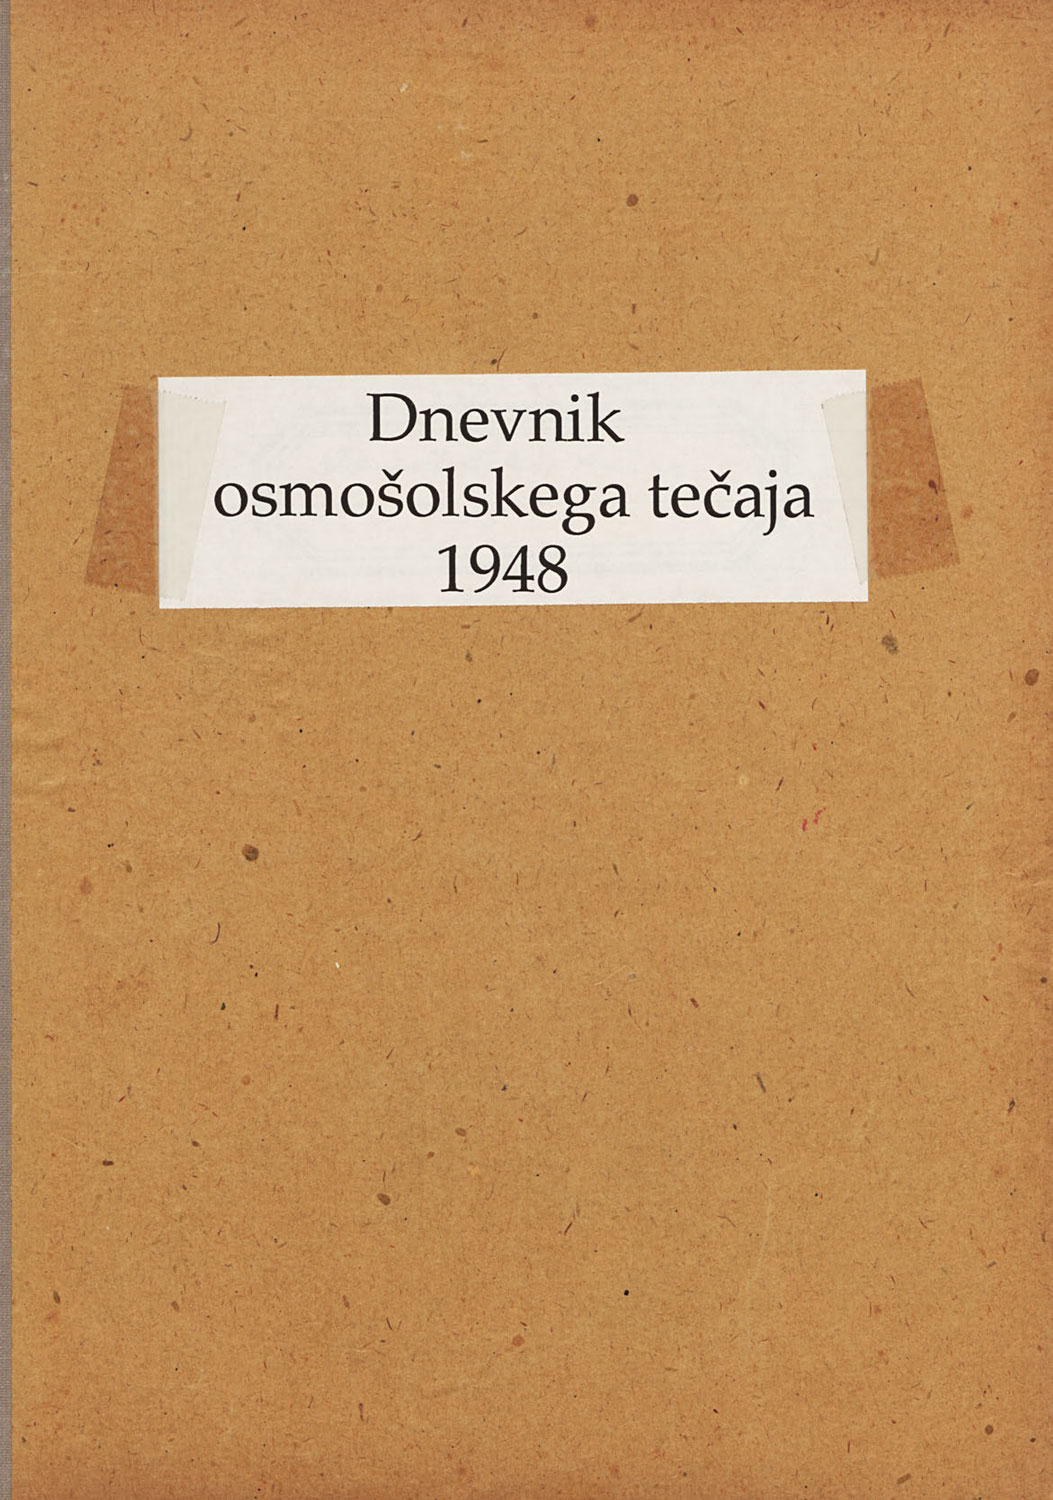 Dnevnik
osmošolskega tečaja
1948